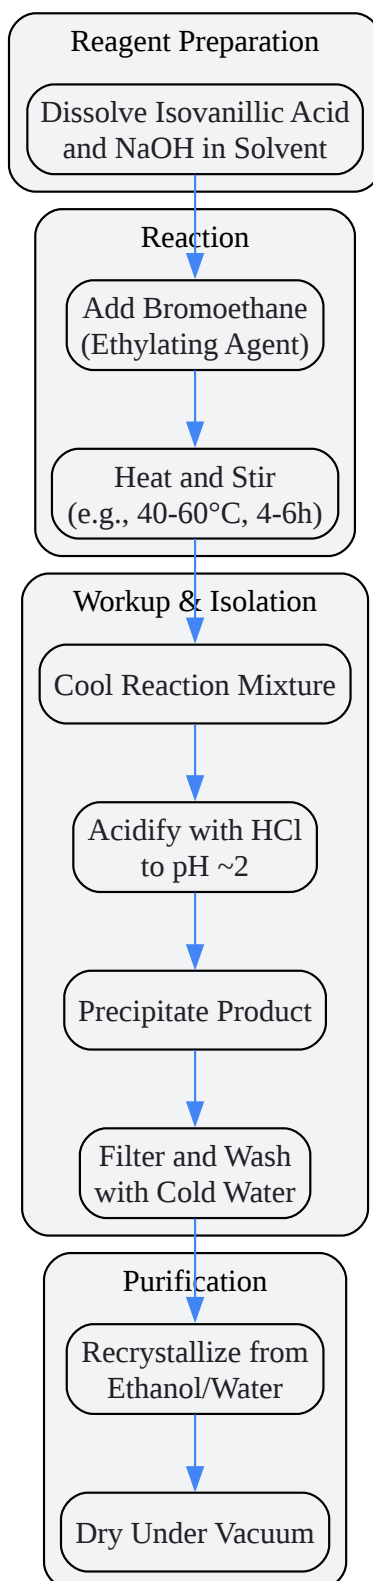 Reagent Preparation
Dissolve Isovanillic Acid
and NaOH in Solvent
Reaction
Add Bromoethane
(Ethylating Agent)
Heat and Stir
(e.g., 40-60°C, 4-6h)
Workup & Isolation
Cool Reaction Mixture
Acidify with HCl
to pH ~2
Precipitate Product
Filter and Wash
with Cold Water
Purification
Recrystallize from
Ethanol/Water
Dry Under Vacuum